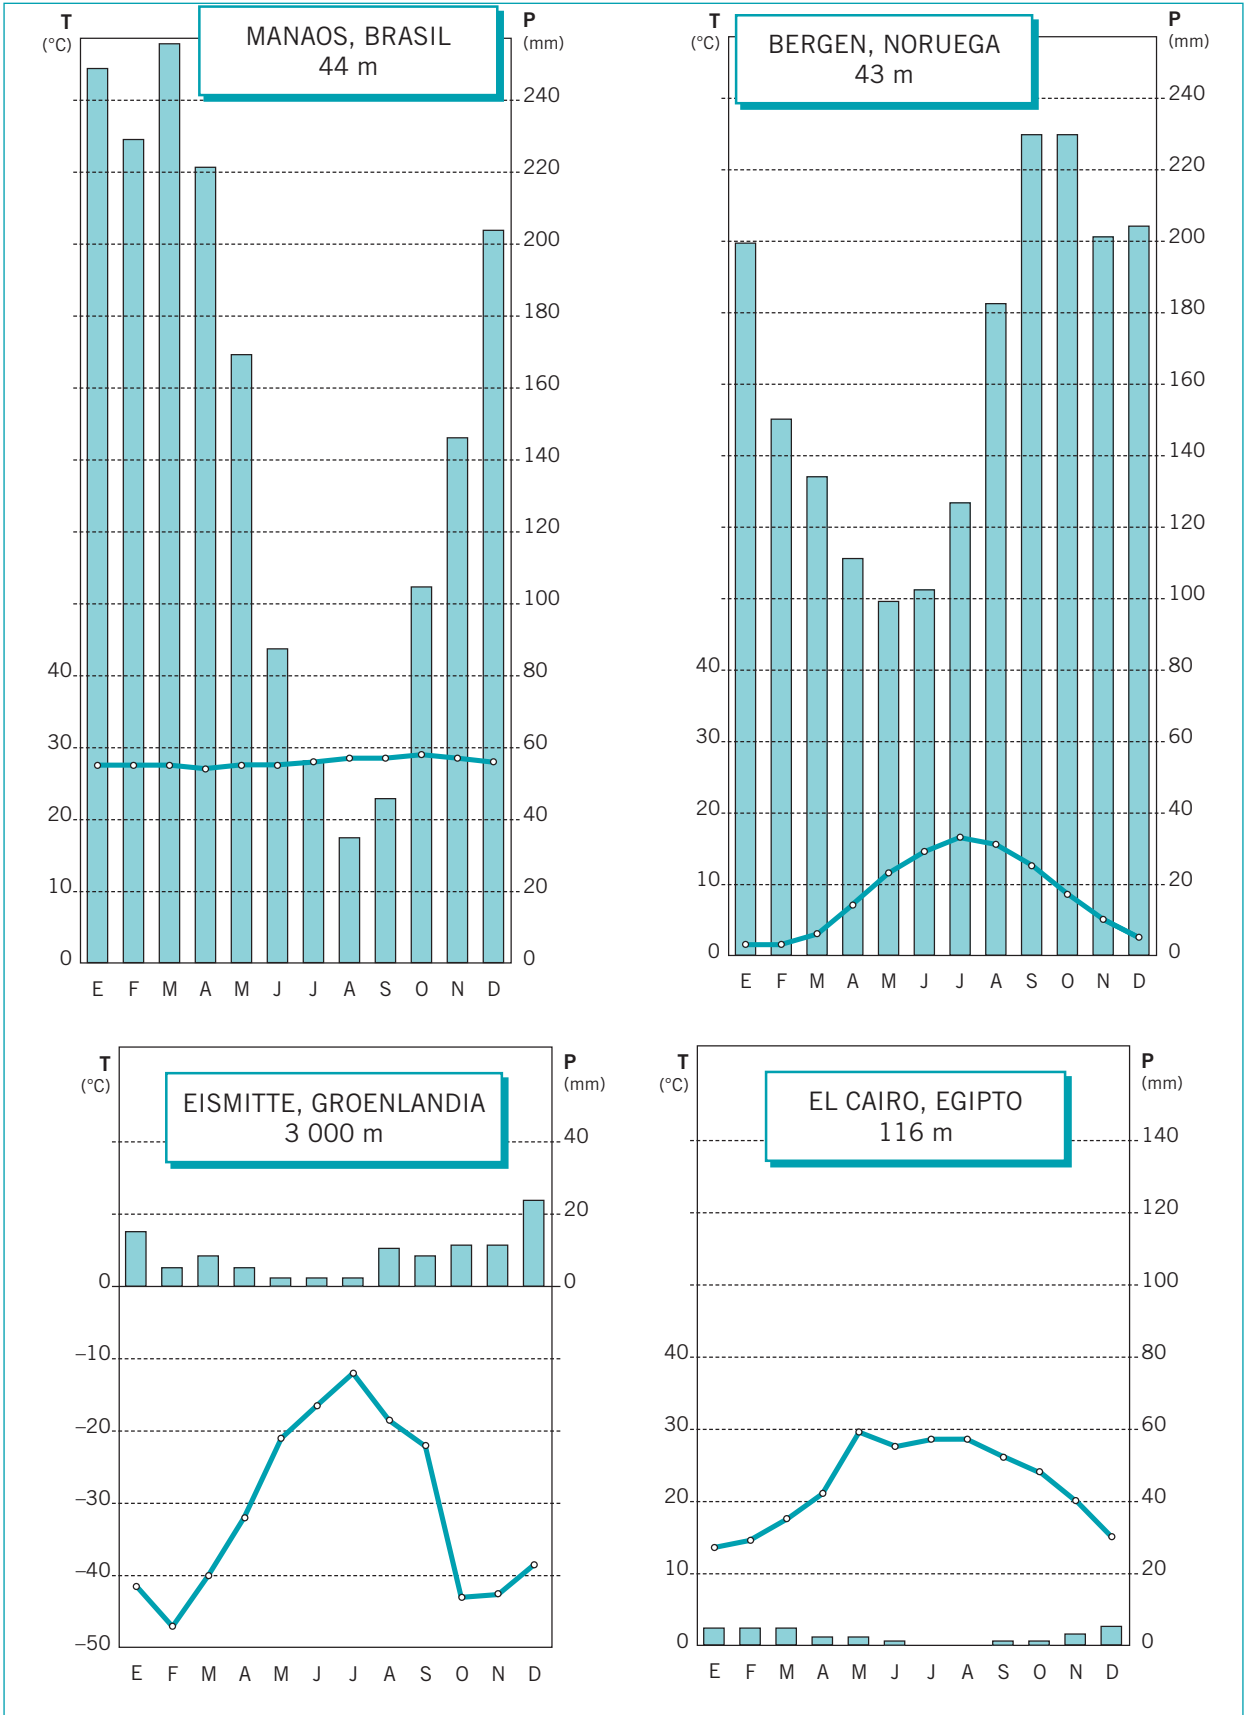 T
(°C)
MANAOS, BRASIL
44 m
P
(mm)
240
220
200
180
160
140
120
100
40
80
30
60
20
40
10
20
0
0
E F M A M J J A S O N D
T
(°C)
BERGEN, NORUEGA
43 m
P
(mm)
240
220
200
180
160
140
120
100
40
80
30
60
20
40
10
20
0
0
E F M A M J J A S O N D
T
(°C)
EISMITTE, GROENLANDIA
3 000 m
P
(mm)
40
20
0
0
–10
–20
–30
–40
–50
E F M A M J J A S O N D
T
(°C)
EL CAIRO, EGIPTO
116 m
P
(mm)
140
120
100
40
80
30
60
20
40
10
20
0
0
E F M A M J J A S O N D